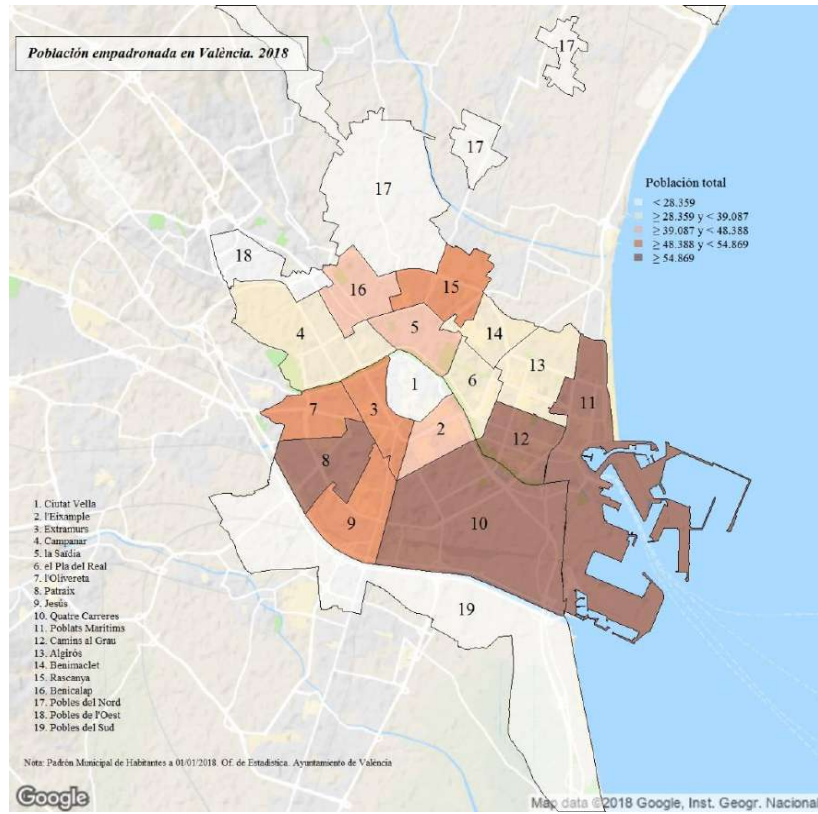 Población empadronada en València. 2018
17
17
17
Población total
< 28.359
≥ 28.359 y < 39.087
≥ 39.087 y < 48.388
≥ 48.388 y < 54.869
≥ 54.869
18
16
15
4
5
14
13
6
1
11
7
3
2
12
8
10
9
19
1. Ciutat Vella
2. l'Eixample
3. Extramurs
4. Campanar
5. la Saïdia
6. el Pla del Real
7. l'Olivereta
8. Patraix
9. Jesús
10. Quatre Carreres
11. Poblats Marítims
12. Camins al Grau
13. Algirós
14. Benimaclet
15. Rascanya
16. Benicalap
17. Pobles del Nord
18. Pobles de l'Oest
19. Pobles del Sud
Nota: Padrón Municipal de Habitantes a 01/01/2018. Of. de Estadística. Ayuntamiento de València
Google
Map data ©2018 Google, Inst. Geogr. Nacional